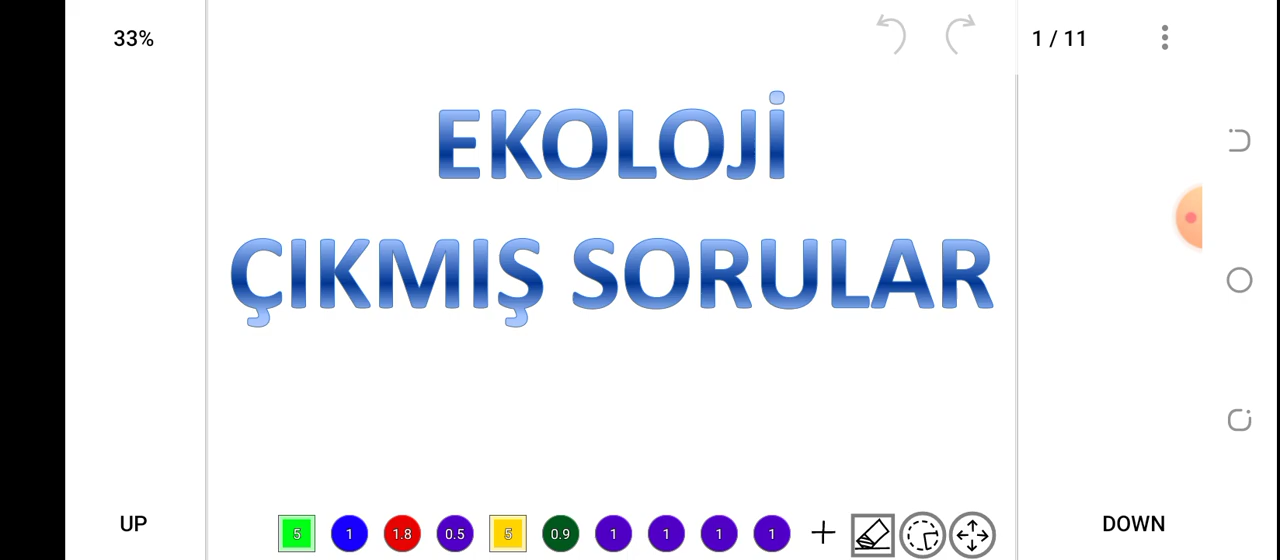 33%
1 / 11
EKOLOJİ
ÇIKMIŞ SORULAR
UP
5 1 1.8 0.5 5 0.9 1 1 1 1
DOWN